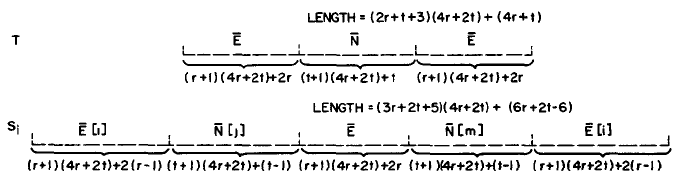 LENGTH = (2r+t+3)(4r+2t)+(4r+t)
T
E̅ N̅ E̅
(r+1)(4r+2t)+2r (t+1)(4r+2t)+t (r+1)(4r+2t)+2r
LENGTH = (3r+2t+5)(4r+2t) + (6r+2t-6)
Si
E̅ [i] N̅ [j] E̅ N̅ [m] E̅ [i]
(r+1)(4r+2t)+2(r-1) (t+1)(4r+2t)+(t-1) (r+1)(4r+2t)+2r (t+1)(4r+2t)+(t-1) (r+1)(4r+2t)+2(r-1)